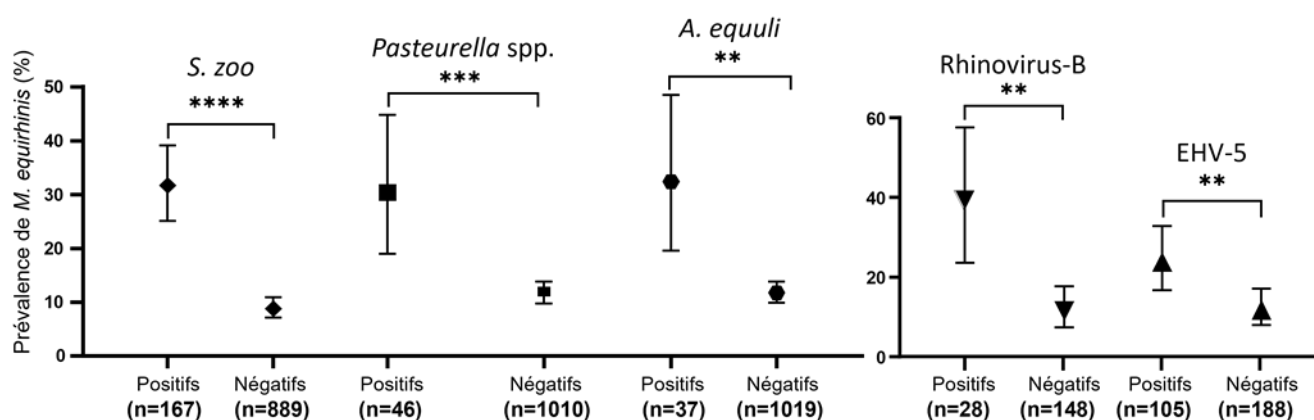 Prévalence de M. equirhinis (%)
50
40
30
20
10
0
S. zoo
****
Pasteurella spp.
***
A. equuli
**
Positifs
(n=167)
Négatifs
(n=889)
Positifs
(n=46)
Négatifs
(n=1010)
Positifs
(n=37)
Négatifs
(n=1019)
60
40
20
0
Rhinovirus-B
**
EHV-5
**
Positifs
(n=28)
Négatifs
(n=148)
Positifs
(n=105)
Négatifs
(n=188)